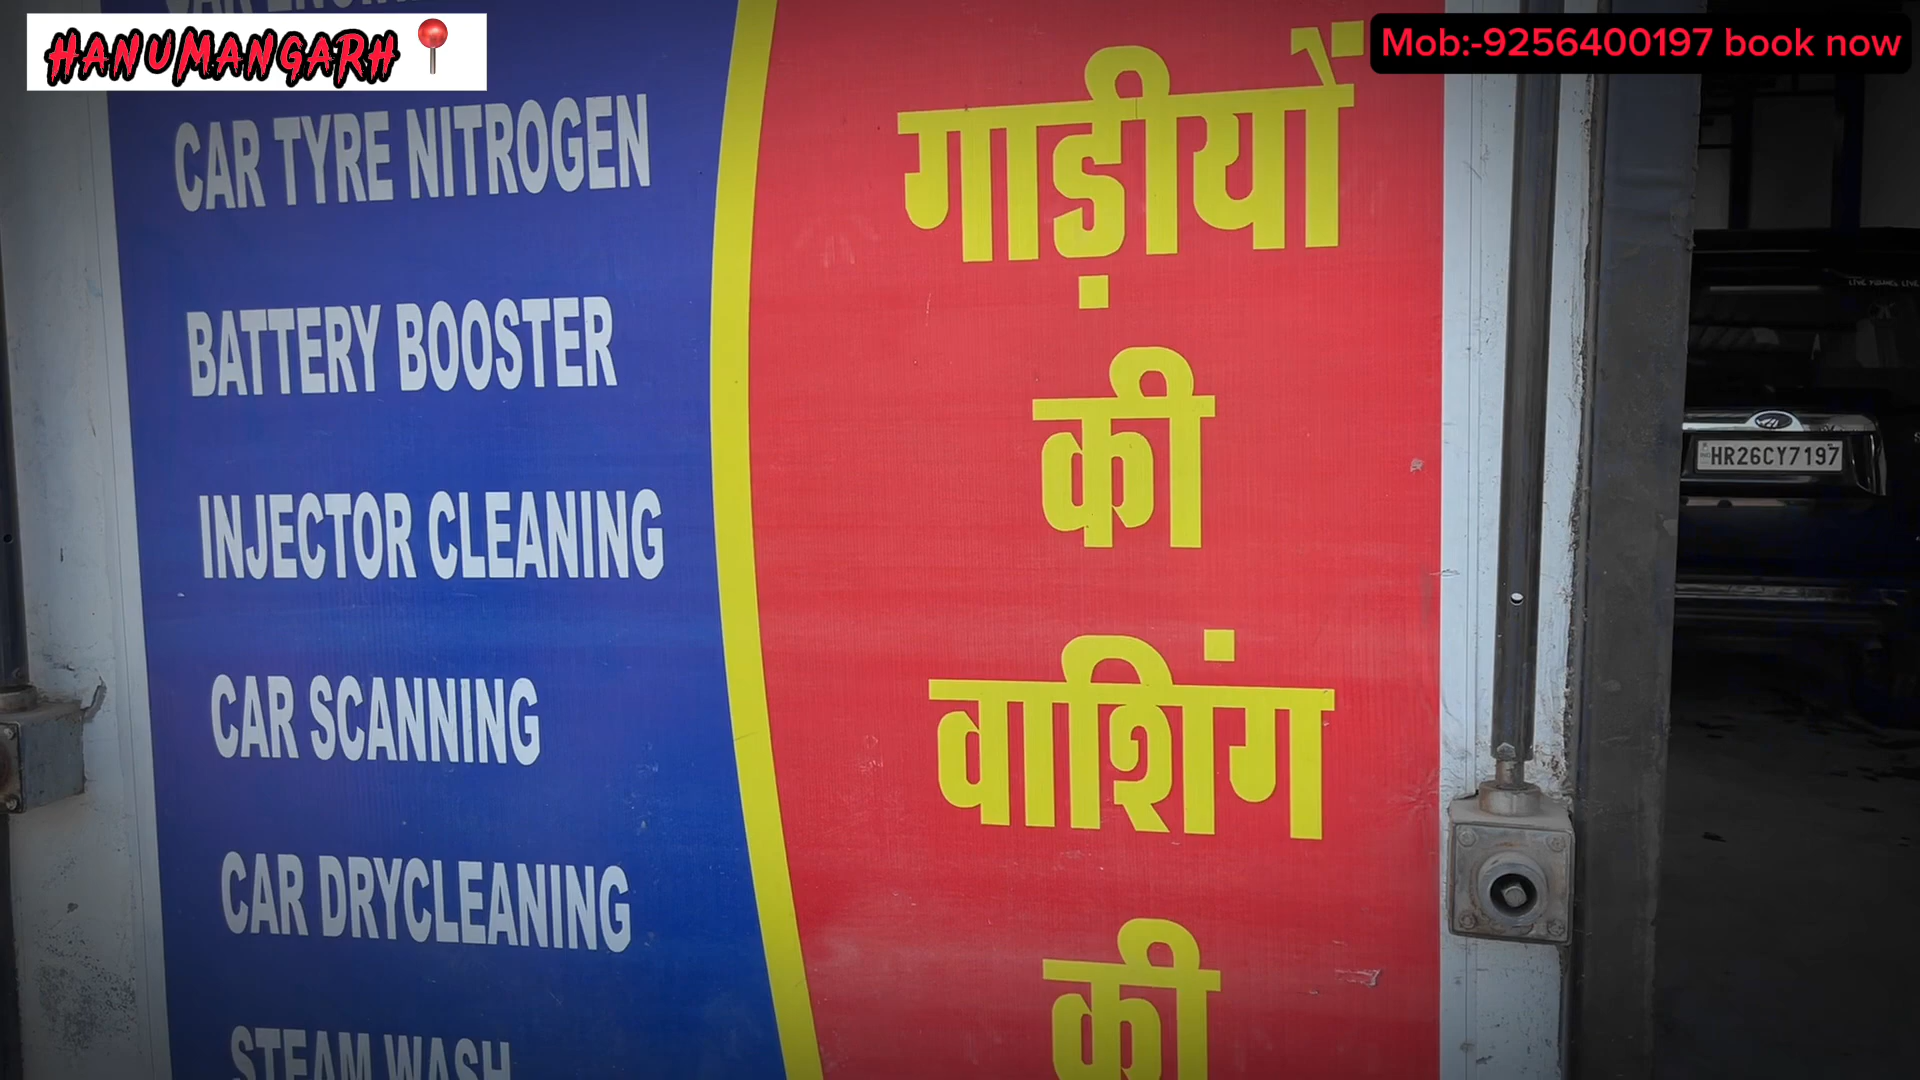 HANUMANGARH
Mob:-9256400197 book now
CAR TYRE NITROGEN
BATTERY BOOSTER
INJECTOR CLEANING
CAR SCANNING
CAR DRYCLEANING
STEAM WASH
गाड़ीयों
की
वाशिंग
की
HR26CY7197